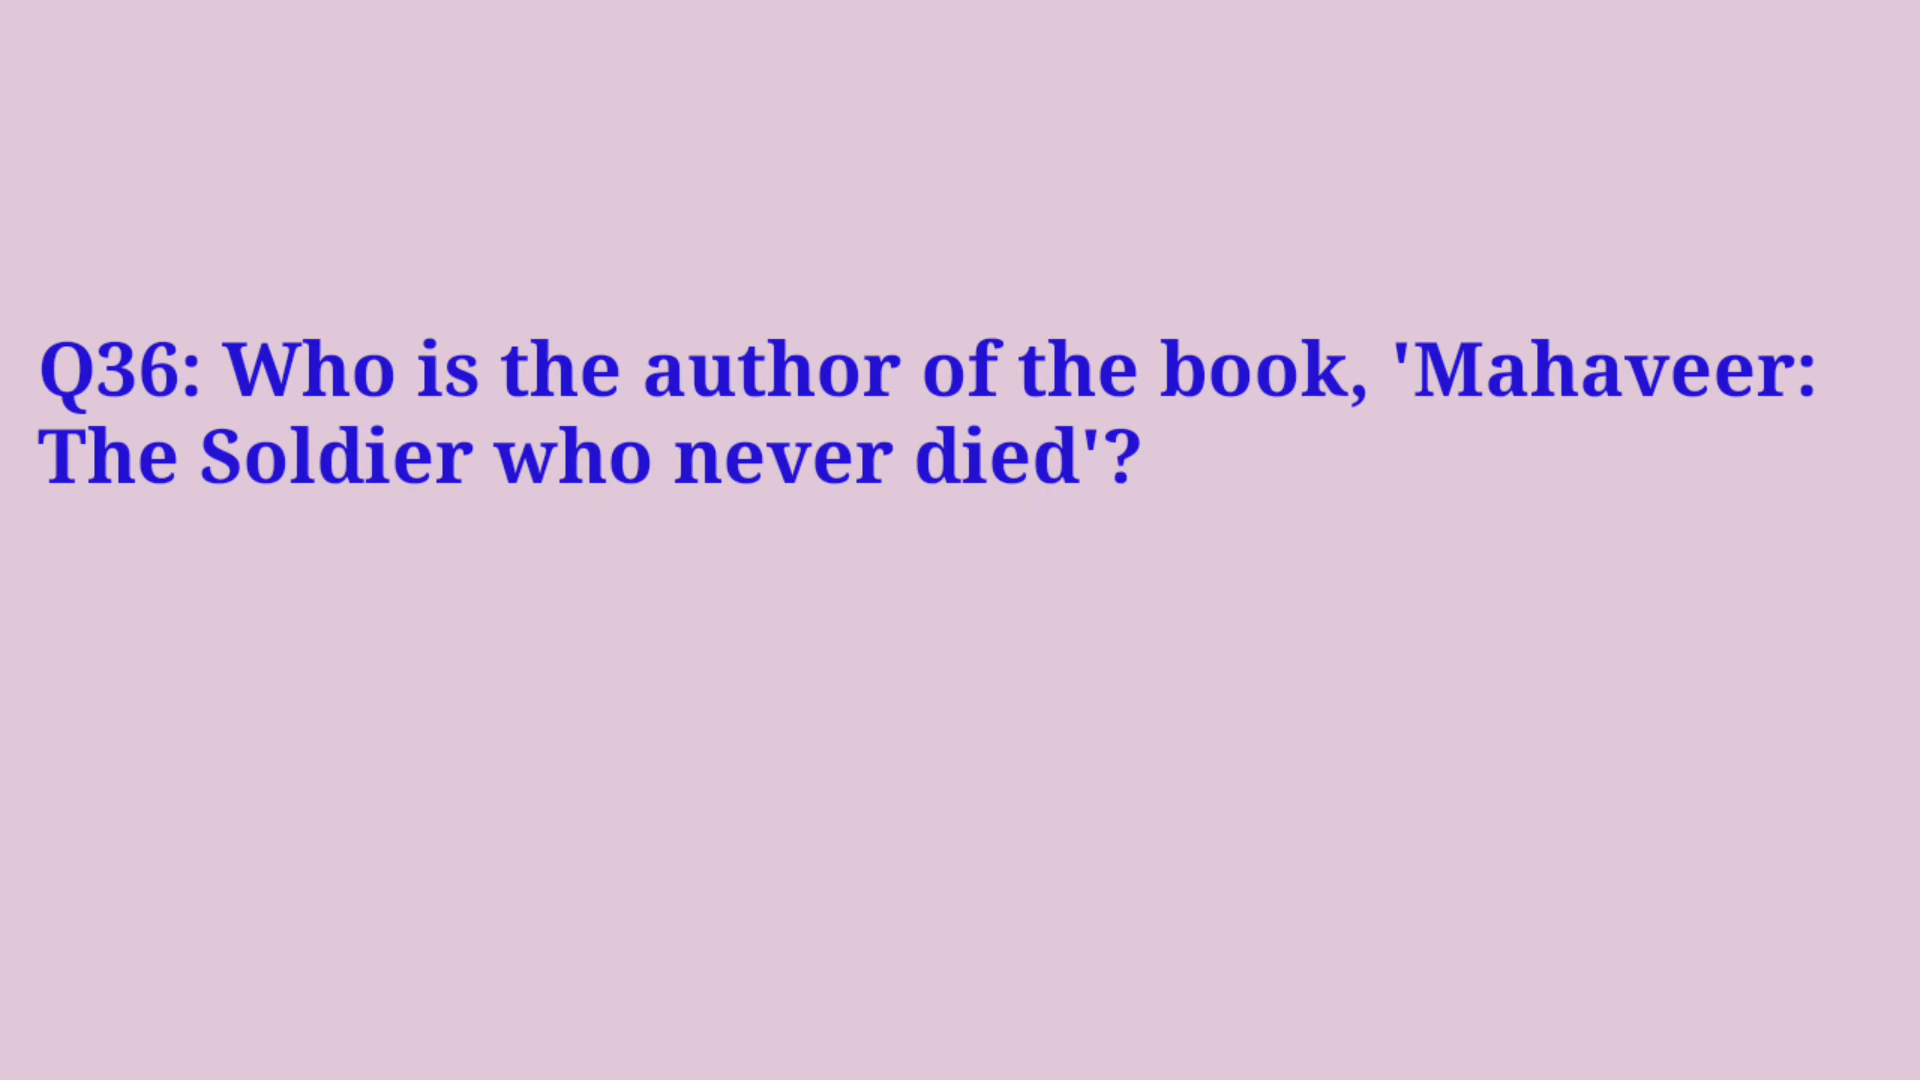 Q36: Who is the author of the book, 'Mahaveer:
The Soldier who never died'?